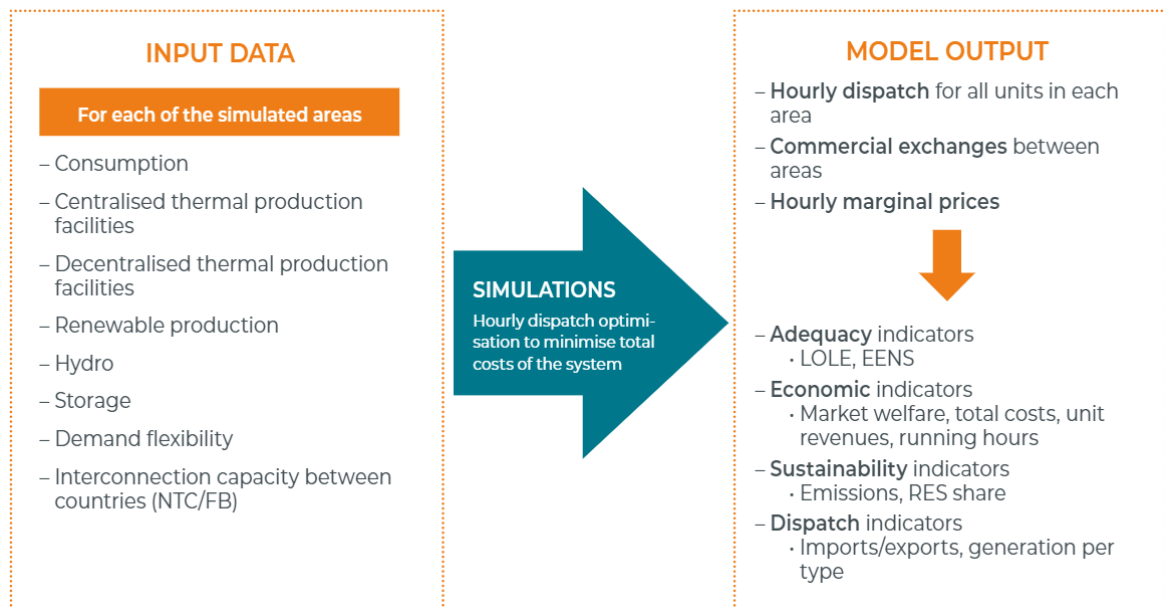 INPUT DATA
For each of the simulated areas
– Consumption
– Centralised thermal production
facilities
– Decentralised thermal production
facilities
– Renewable production
– Hydro
– Storage
– Demand flexibility
– Interconnection capacity between
countries (NTC/FB)
SIMULATIONS
Hourly dispatch optimi-
sation to minimise total
costs of the system
MODEL OUTPUT
– Hourly dispatch for all units in each
area
– Commercial exchanges between
areas
– Hourly marginal prices
– Adequacy indicators
• LOLE, EENS
– Economic indicators
• Market welfare, total costs, unit
revenues, running hours
– Sustainability indicators
• Emissions, RES share
– Dispatch indicators
• Imports/exports, generation per
type